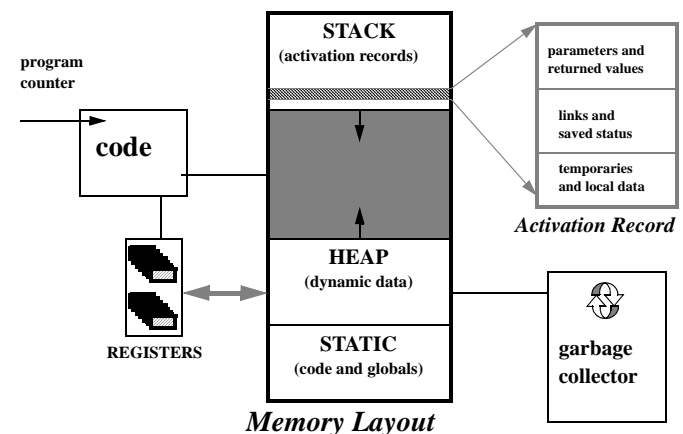 STACK
(activation records)
program
counter
code
parameters and
returned values
links and
saved status
temporaries
and local data
Activation Record
HEAP
(dynamic data)
REGISTERS
STATIC
(code and globals)
garbage
collector
Memory Layout